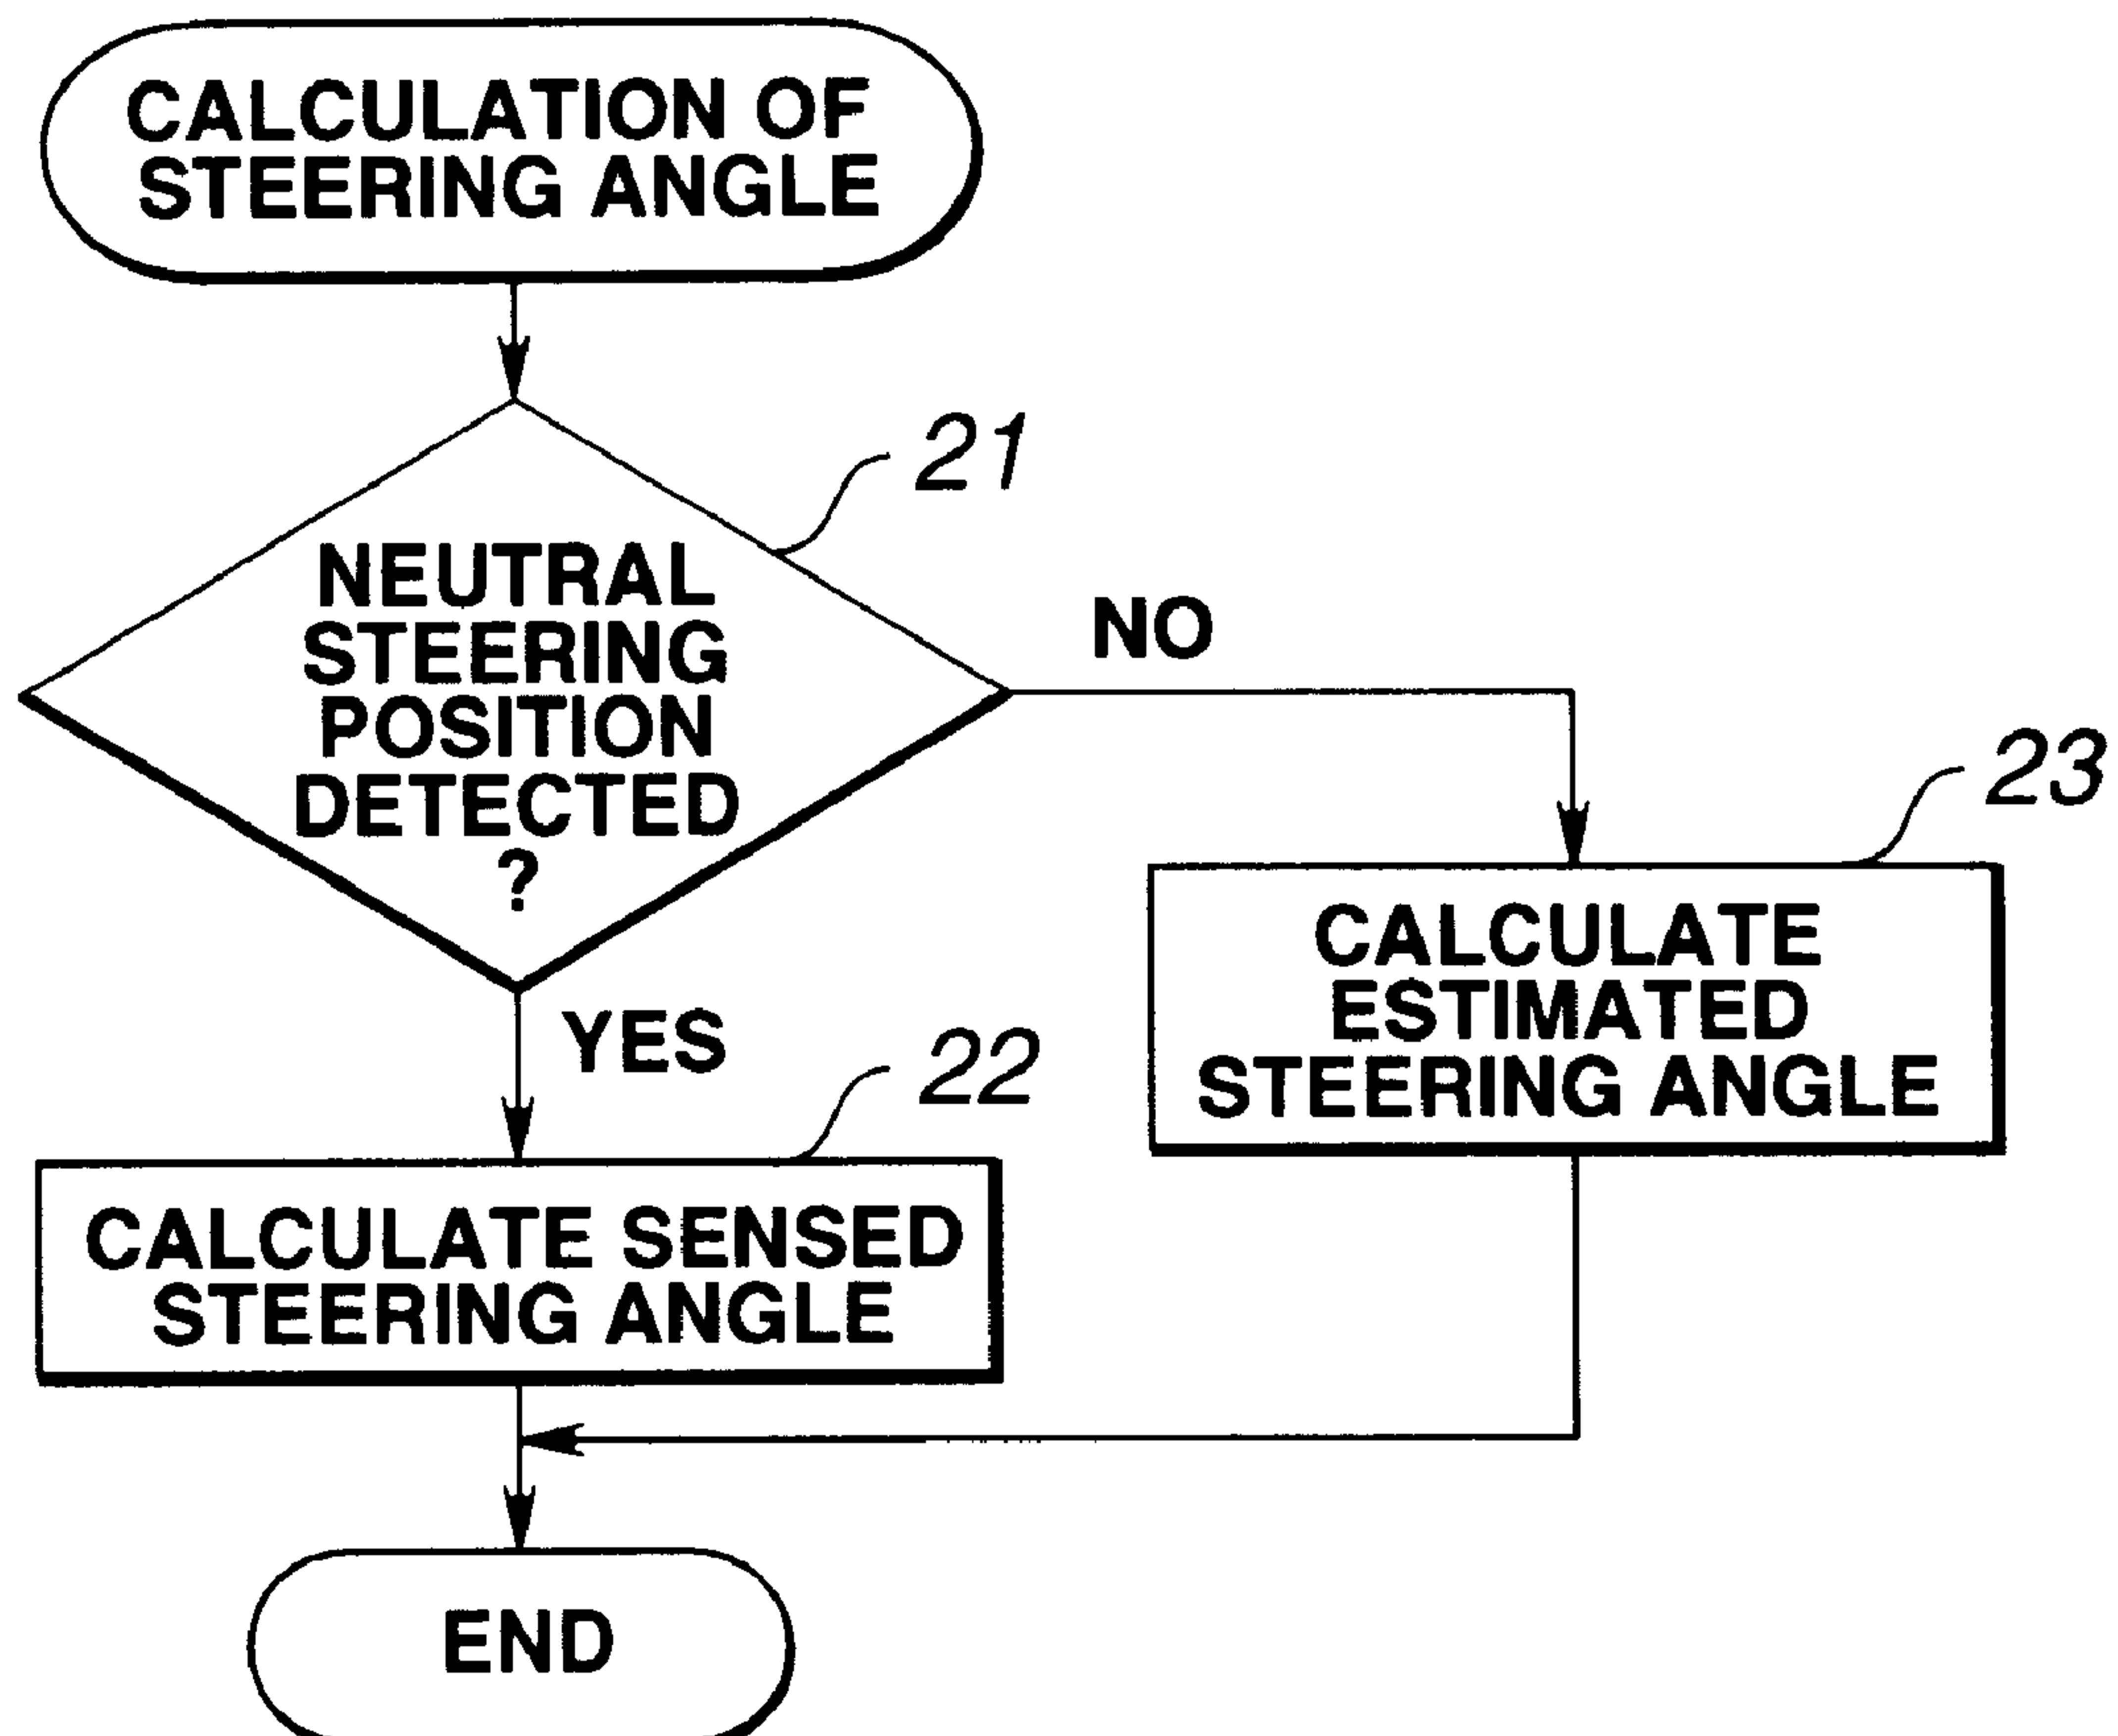 CALCULATION OF
STEERING ANGLE
21
NEUTRAL
STEERING
POSITION
DETECTED
?
NO
23
CALCULATE
ESTIMATED
STEERING ANGLE
YES
22
CALCULATE SENSED
STEERING ANGLE
END